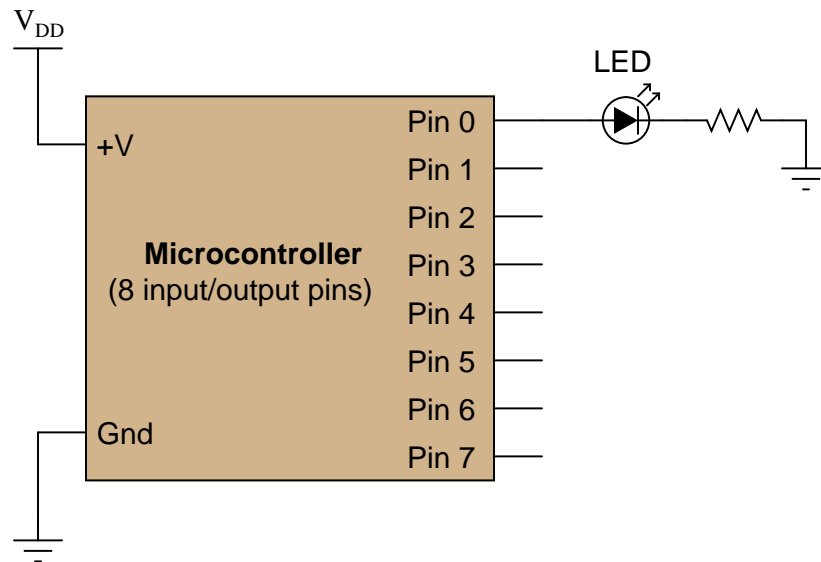 VDD
LED
+V
Pin 0
Pin 1
Pin 2
Microcontroller
(8 input/output pins)
Pin 3
Pin 4
Pin 5
Pin 6
Gnd
Pin 7